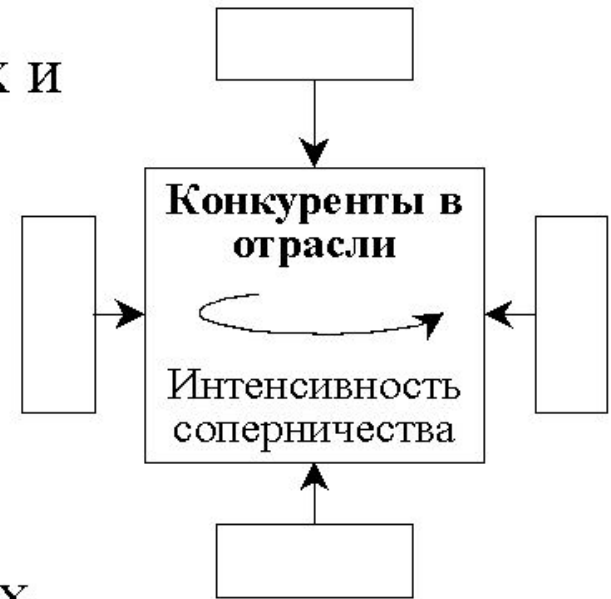 х и
Конкуренты в
отрасли
Интенсивность
соперничества
х